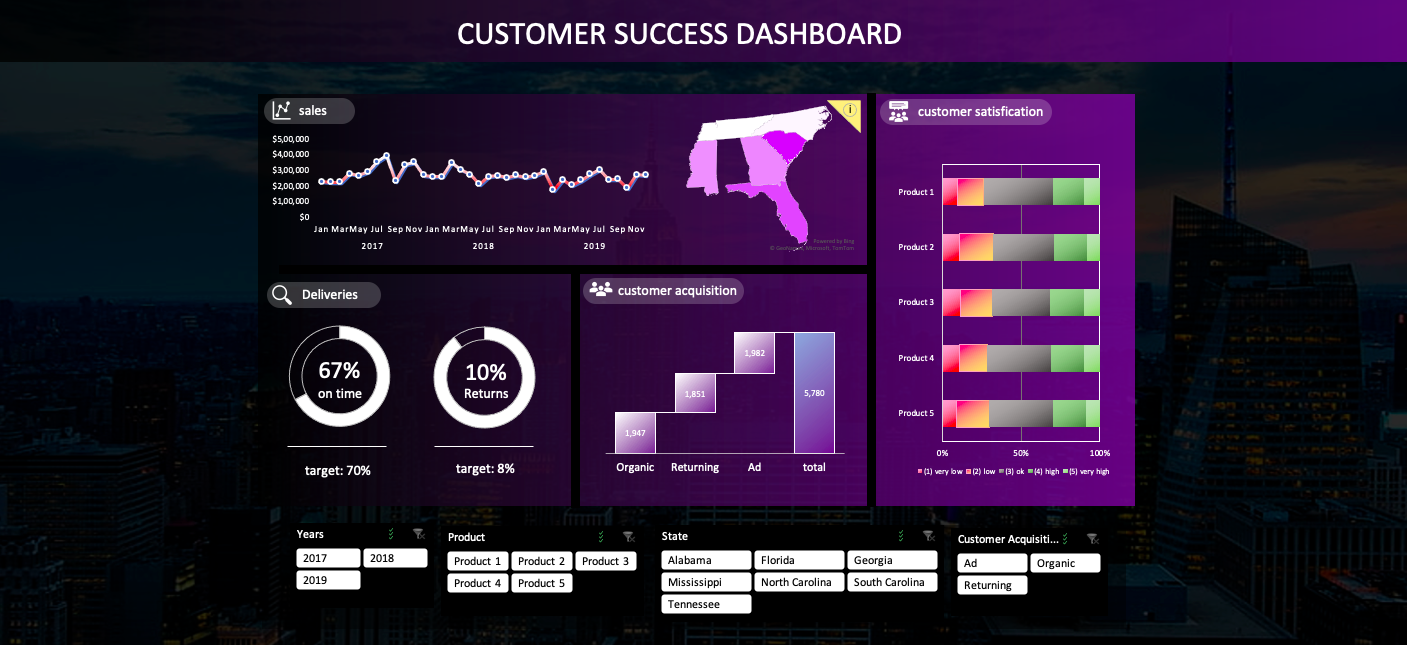 CUSTOMER SUCCESS DASHBOARD
sales
$5,00,000
$4,00,000
$3,00,000
$2,00,000
$1,00,000
$0
Jan Mar May Jul Sep Nov Jan Mar May Jul Sep Nov Jan Mar May Jul Sep Nov
2017 2018 2019
i
Powered by Bing
© GeoNames, Microsoft, TomTom
customer satisfication
Product 1
Product 2
Product 3
Product 4
Product 5
0% 50% 100%
(1) very low (2) low (3) ok (4) high (5) very high
Deliveries
67%
on time
target: 70%
10%
Returns
target: 8%
customer acquisition
1,982
1,851
5,780
1,947
Organic Returning Ad total
Years
2017 2018
2019
Product
Product 1 Product 2 Product 3
Product 4 Product 5
State
Alabama Florida Georgia
Mississippi North Carolina South Carolina
Tennessee
Customer Acquisiti...
Ad Organic
Returning